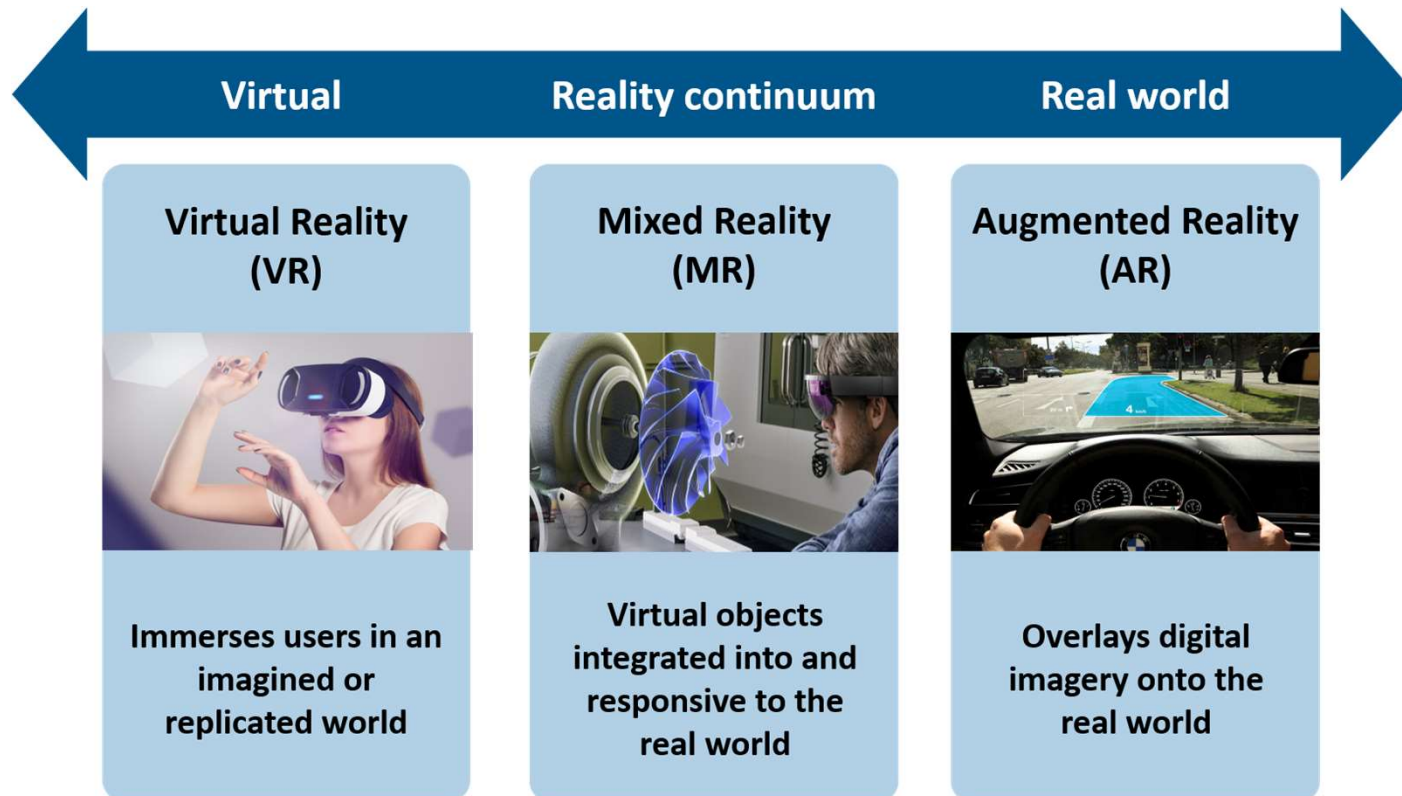 Virtual
Reality continuum
Real world
Virtual Reality
(VR)
Mixed Reality
(MR)
Augmented Reality
(AR)
4
Immerses users in an
imagined or
replicated world
Virtual objects
integrated into and
responsive to the
real world
Overlays digital
imagery onto the
real world